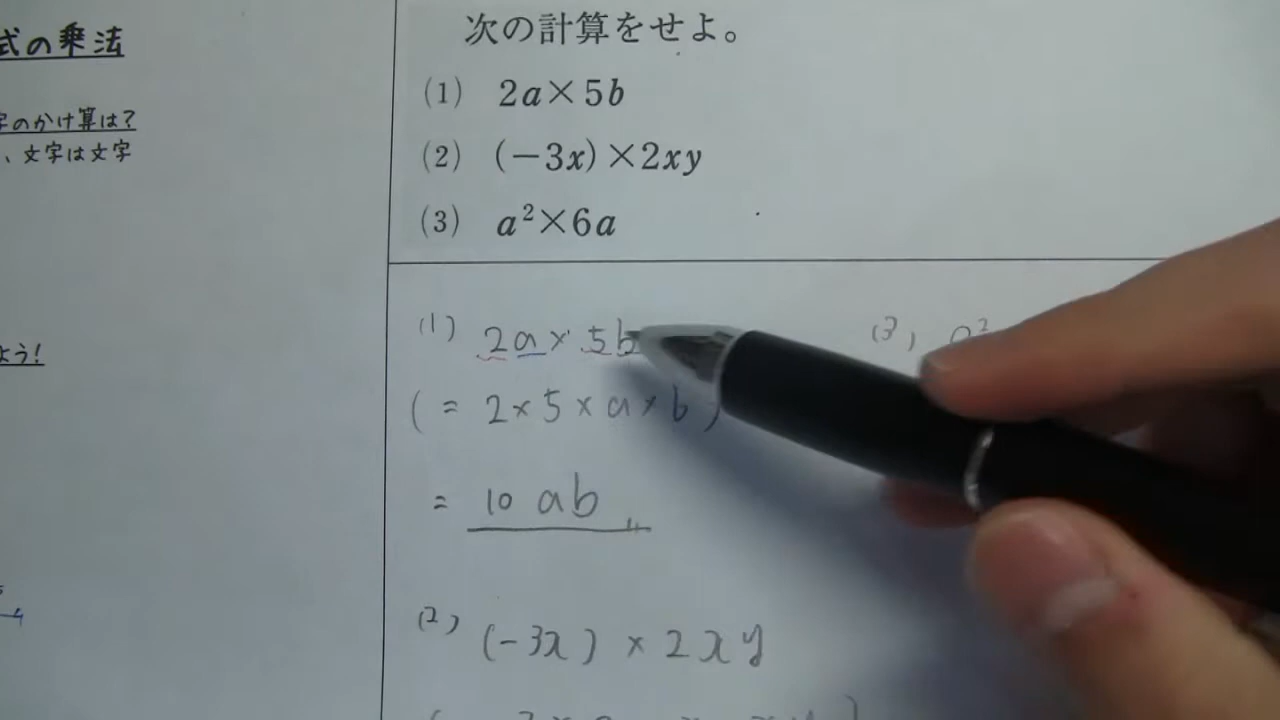 式の乗法
字のかけ算は?
、文字は文字
よう!
次の計算をせよ。
(1) 2a×5b
(2) (-3x)×2xy
(3) a²×6a
(1) 2a×5b
(= 2×5×a×b)
= 10ab
(2) (-3x)×2xy
(3) a²